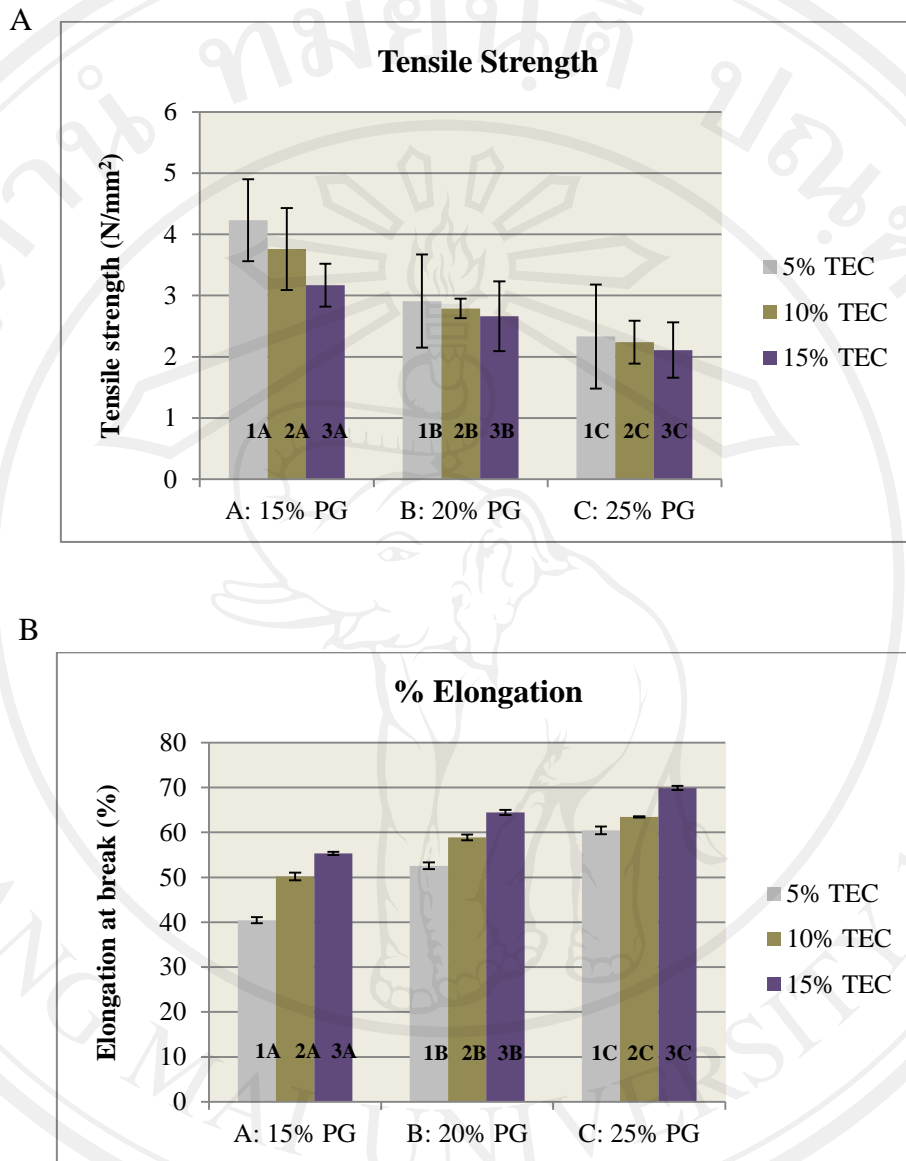 A
Tensile Strength
Tensile strength (N/mm²)
6
5
4
3
2
1
0
1A 2A 3A 1B 2B 3B 1C 2C 3C
A: 15% PG B: 20% PG C: 25% PG
5% TEC
10% TEC
15% TEC
B
% Elongation
Elongation at break (%)
80
70
60
50
40
30
20
10
0
1A 2A 3A 1B 2B 3B 1C 2C 3C
A: 15% PG B: 20% PG C: 25% PG
5% TEC
10% TEC
15% TEC
MAI UNIVERSITY